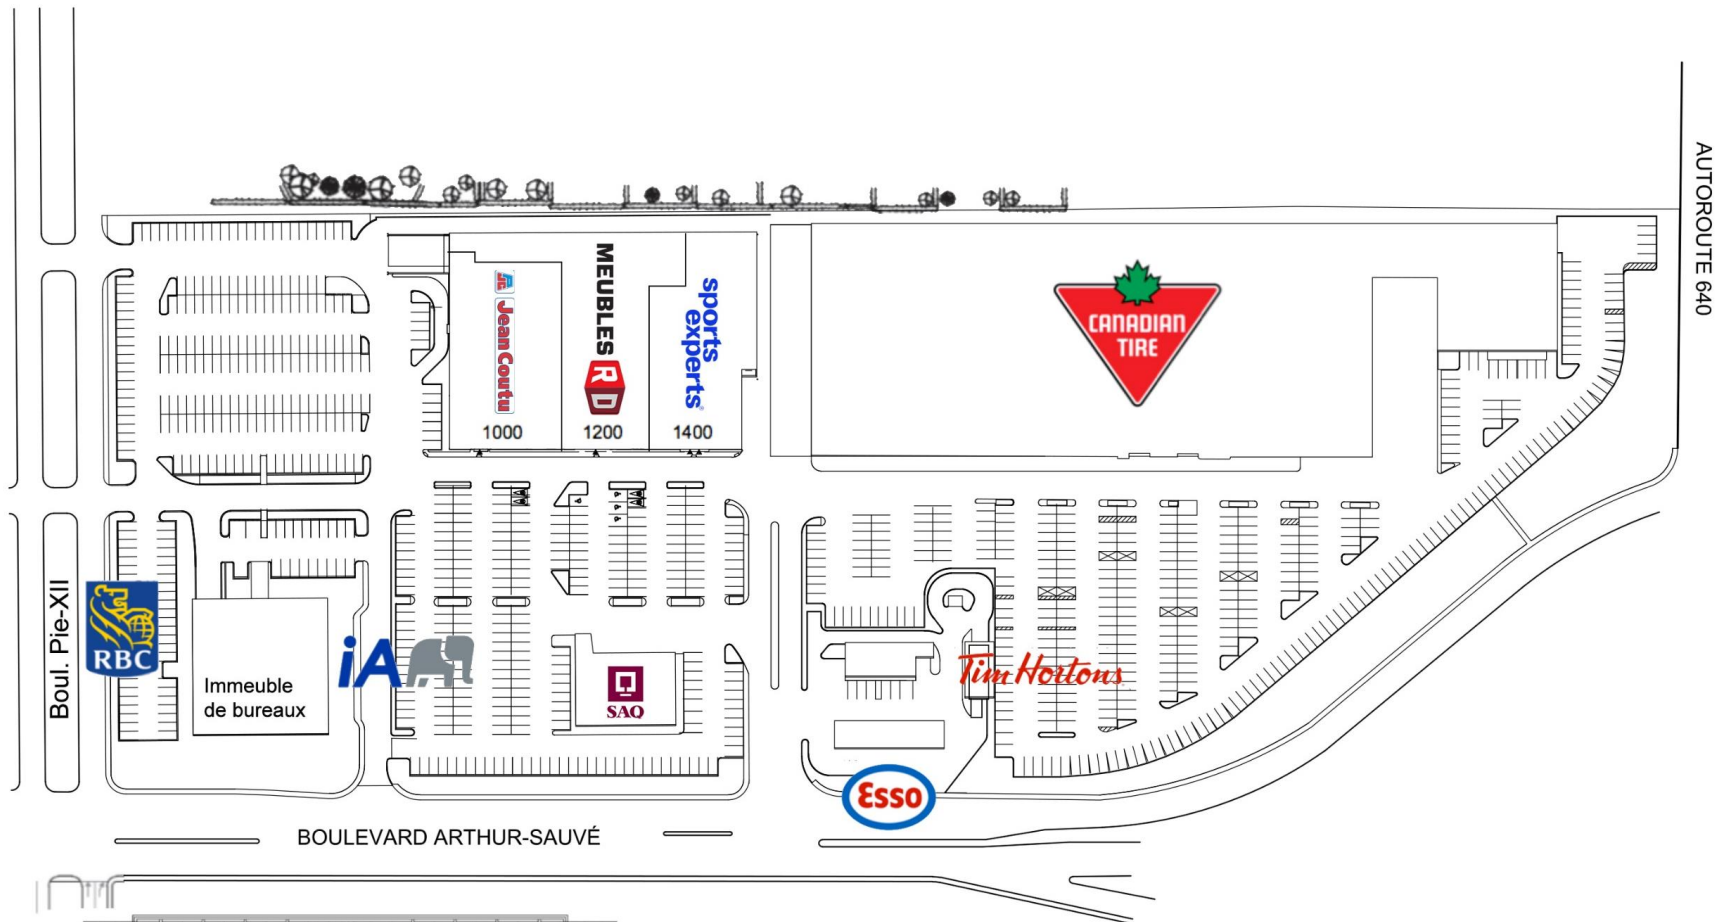 AUTOROUTE 640
MEUBLES
RD
Jean Coutu
sports
experts
CANADIAN
TIRE
1000
1200
1400
Boul. Pie-XII
RBC
iA
Immeuble
de bureaux
SAQ
Tim Hortons
Esso
BOULEVARD ARTHUR-SAUVÉ